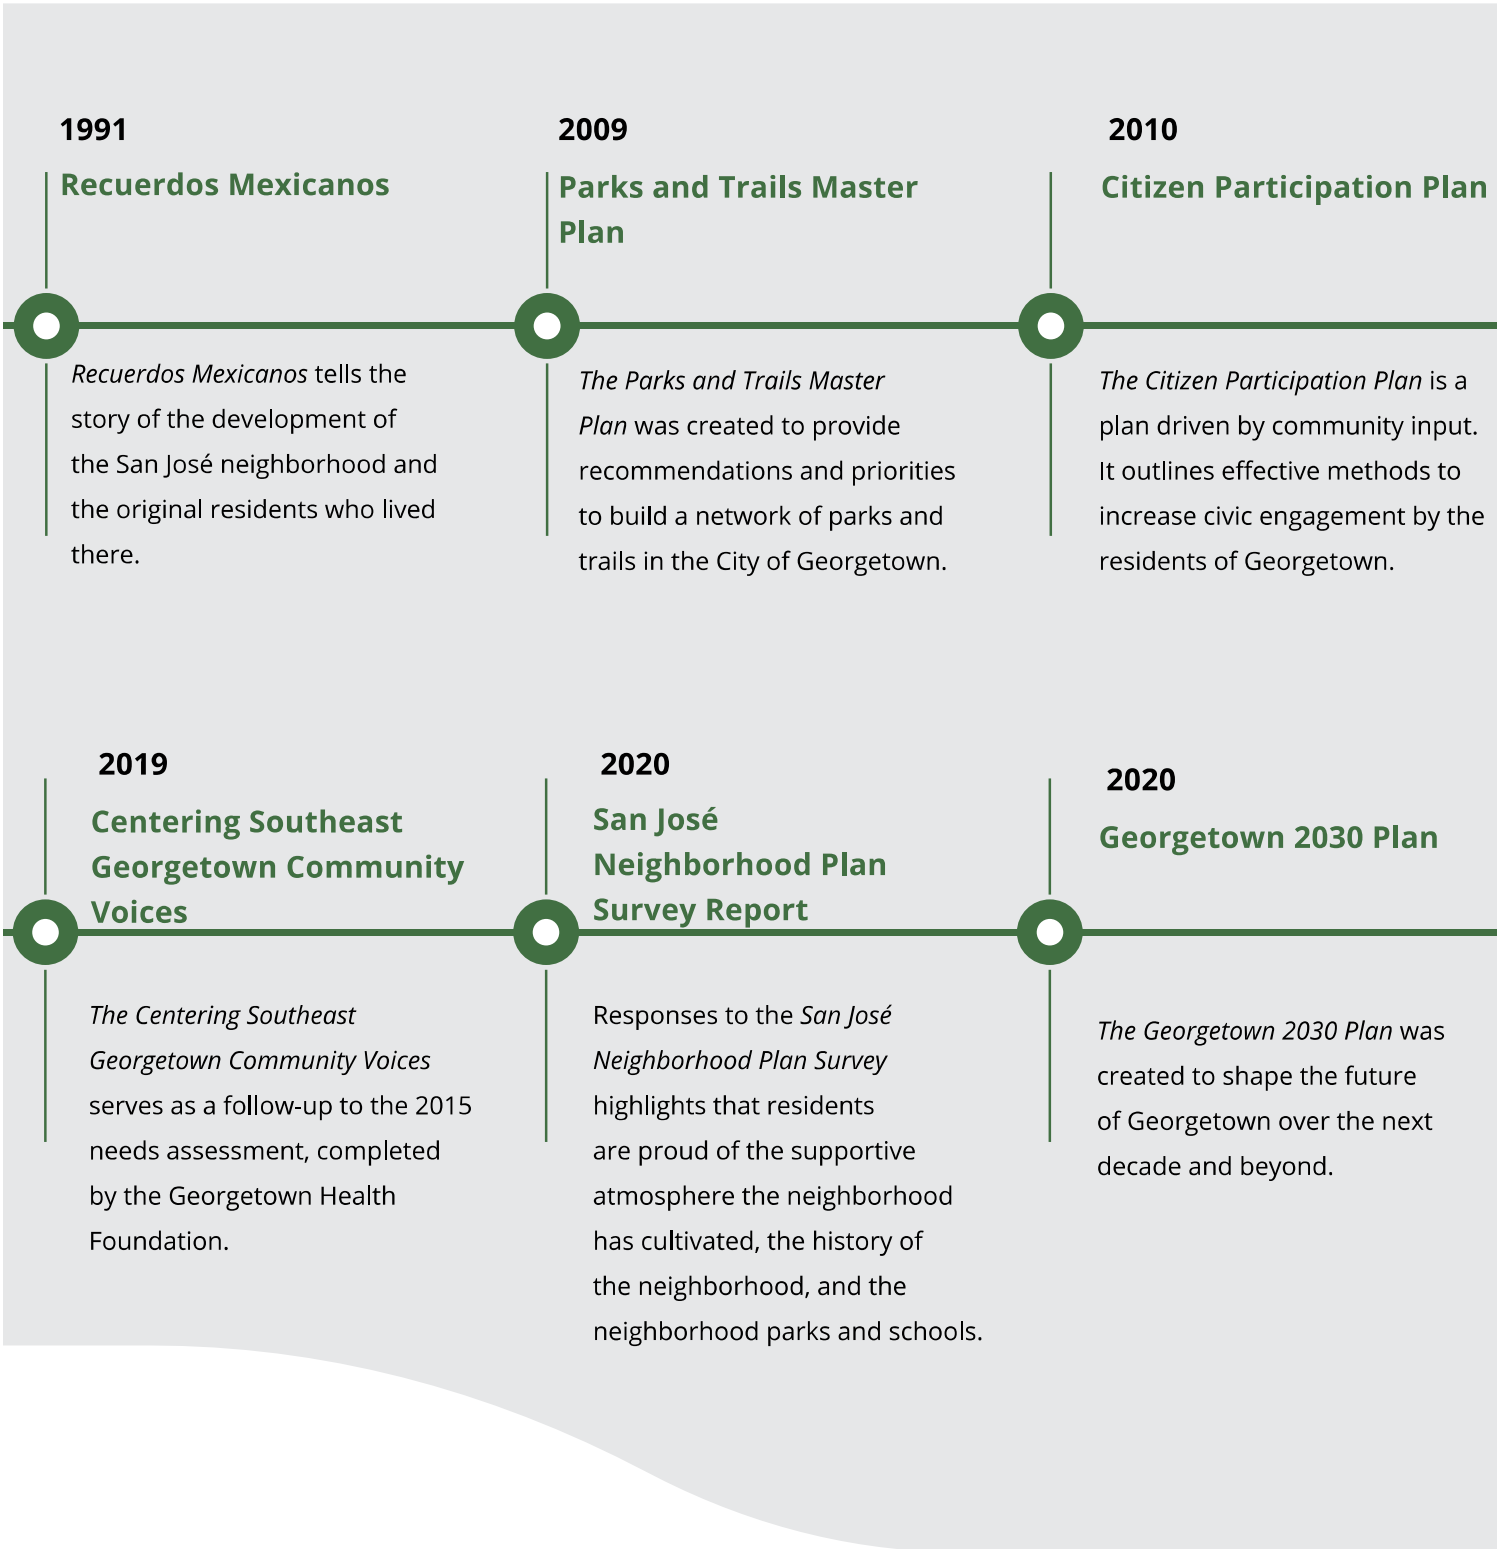 1991
Recuerdos Mexicanos
Recuerdos Mexicanos tells the
story of the development of
the San José neighborhood and
the original residents who lived
there.
2009
Parks and Trails Master
Plan
The Parks and Trails Master
Plan was created to provide
recommendations and priorities
to build a network of parks and
trails in the City of Georgetown.
2010
Citizen Participation Plan
The Citizen Participation Plan is a
plan driven by community input.
It outlines effective methods to
increase civic engagement by the
residents of Georgetown.
2019
Centering Southeast
Georgetown Community
Voices
The Centering Southeast
Georgetown Community Voices
serves as a follow-up to the 2015
needs assessment, completed
by the Georgetown Health
Foundation.
2020
San José
Neighborhood Plan
Survey Report
Responses to the San José
Neighborhood Plan Survey
highlights that residents
are proud of the supportive
atmosphere the neighborhood
has cultivated, the history of
the neighborhood, and the
neighborhood parks and schools.
2020
Georgetown 2030 Plan
The Georgetown 2030 Plan was
created to shape the future
of Georgetown over the next
decade and beyond.